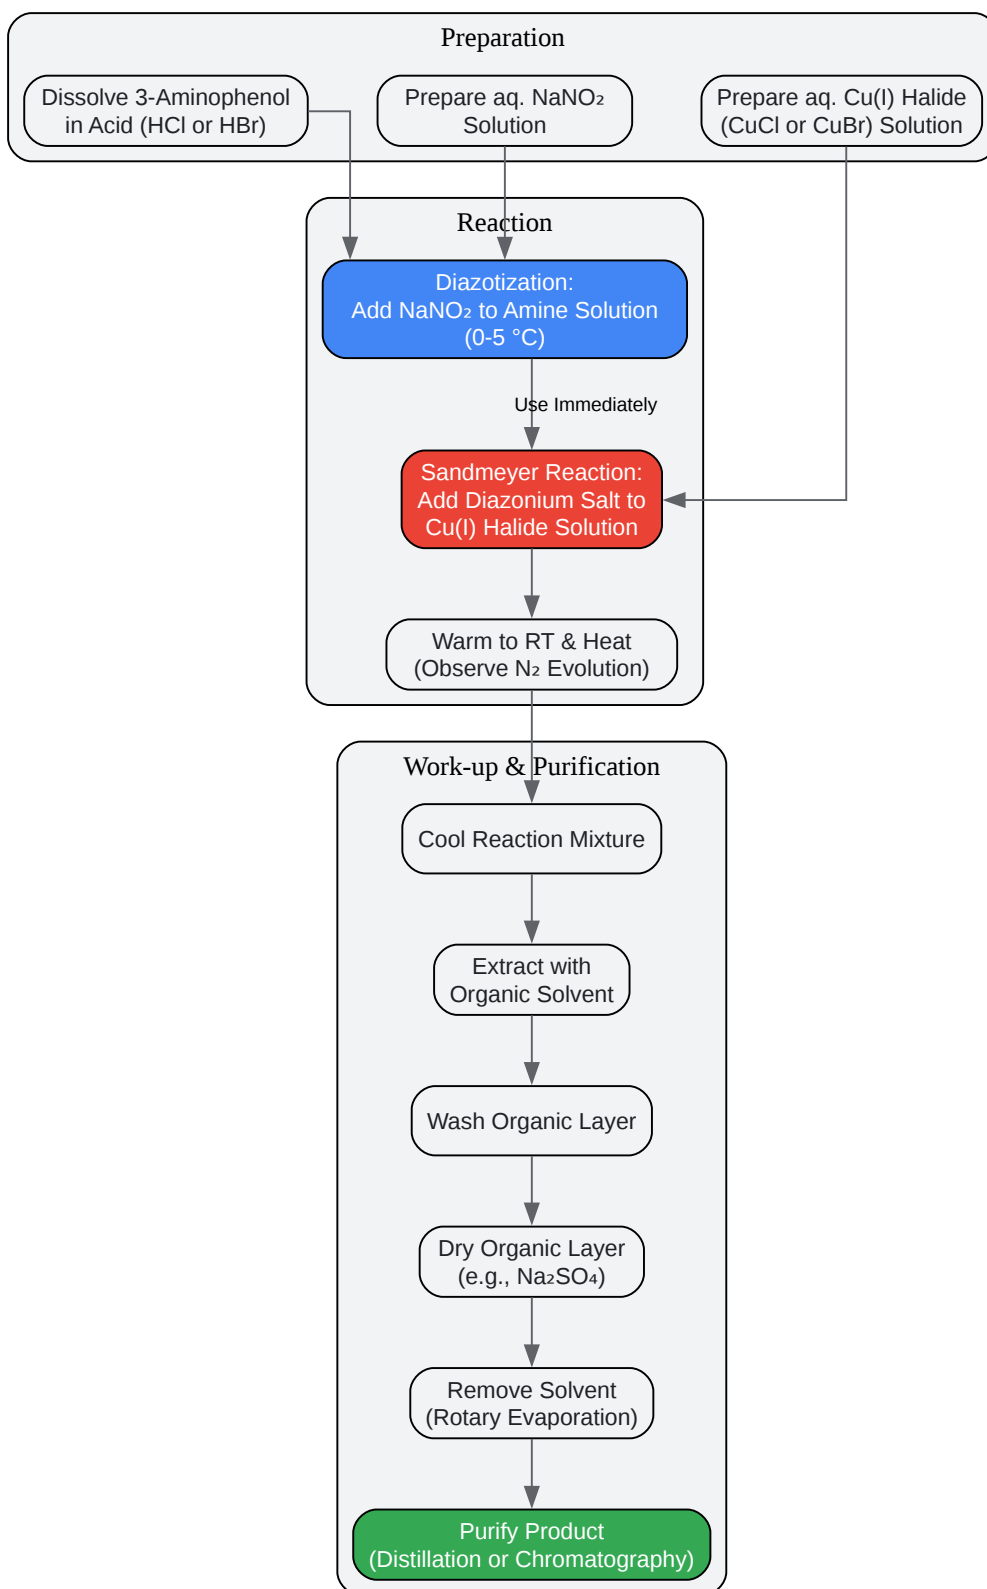 Preparation
Dissolve 3-Aminophenol
in Acid (HCl or HBr)
Prepare aq. NaNO₂
Solution
Prepare aq. Cu(I) Halide
(CuCl or CuBr) Solution
Reaction
Diazotization:
Add NaNO₂ to Amine Solution
(0-5 °C)
Use Immediately
Sandmeyer Reaction:
Add Diazonium Salt to
Cu(I) Halide Solution
Warm to RT & Heat
(Observe N₂ Evolution)
Work-up & Purification
Cool Reaction Mixture
Extract with
Organic Solvent
Wash Organic Layer
Dry Organic Layer
(e.g., Na₂SO₄)
Remove Solvent
(Rotary Evaporation)
Purify Product
(Distillation or Chromatography)